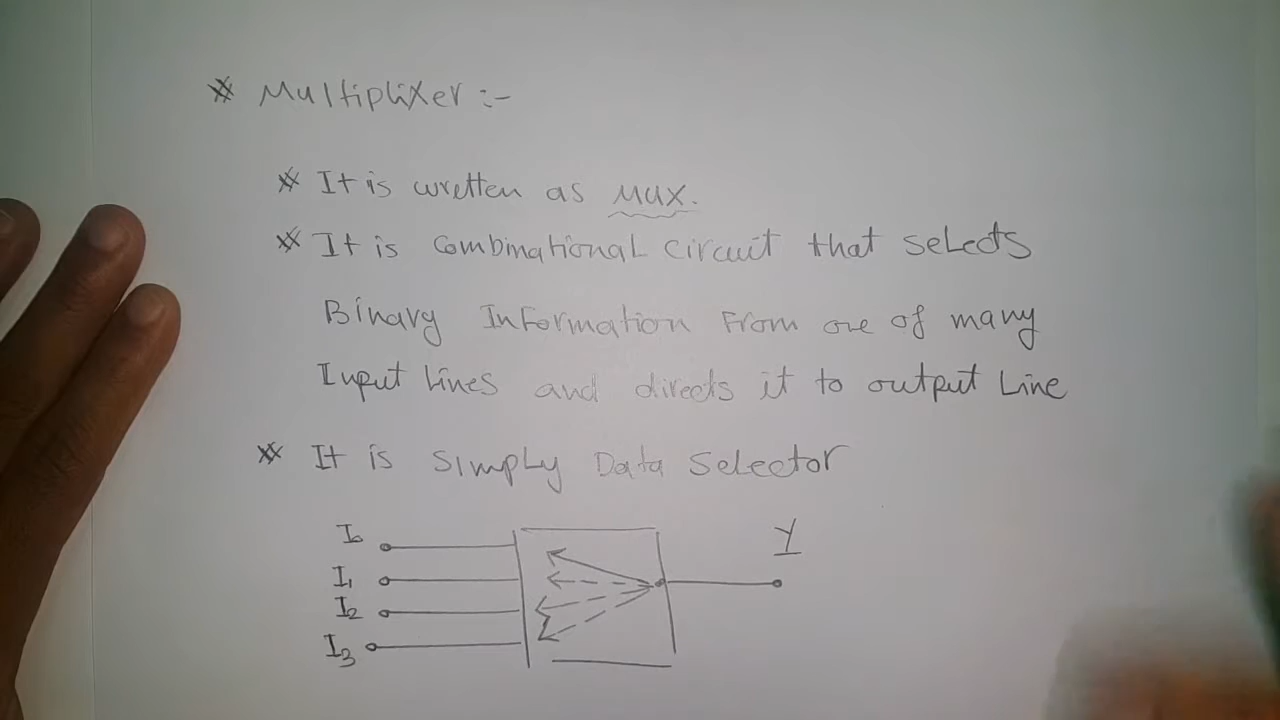 * Multiplixer :-
* It is wretten as MUX.
* It is Combinational circuit that selects
Binary Information From one of many
Input Lines and directs it to output Line
* It is simply Data Selector
I0
I1
I2
I3
Y